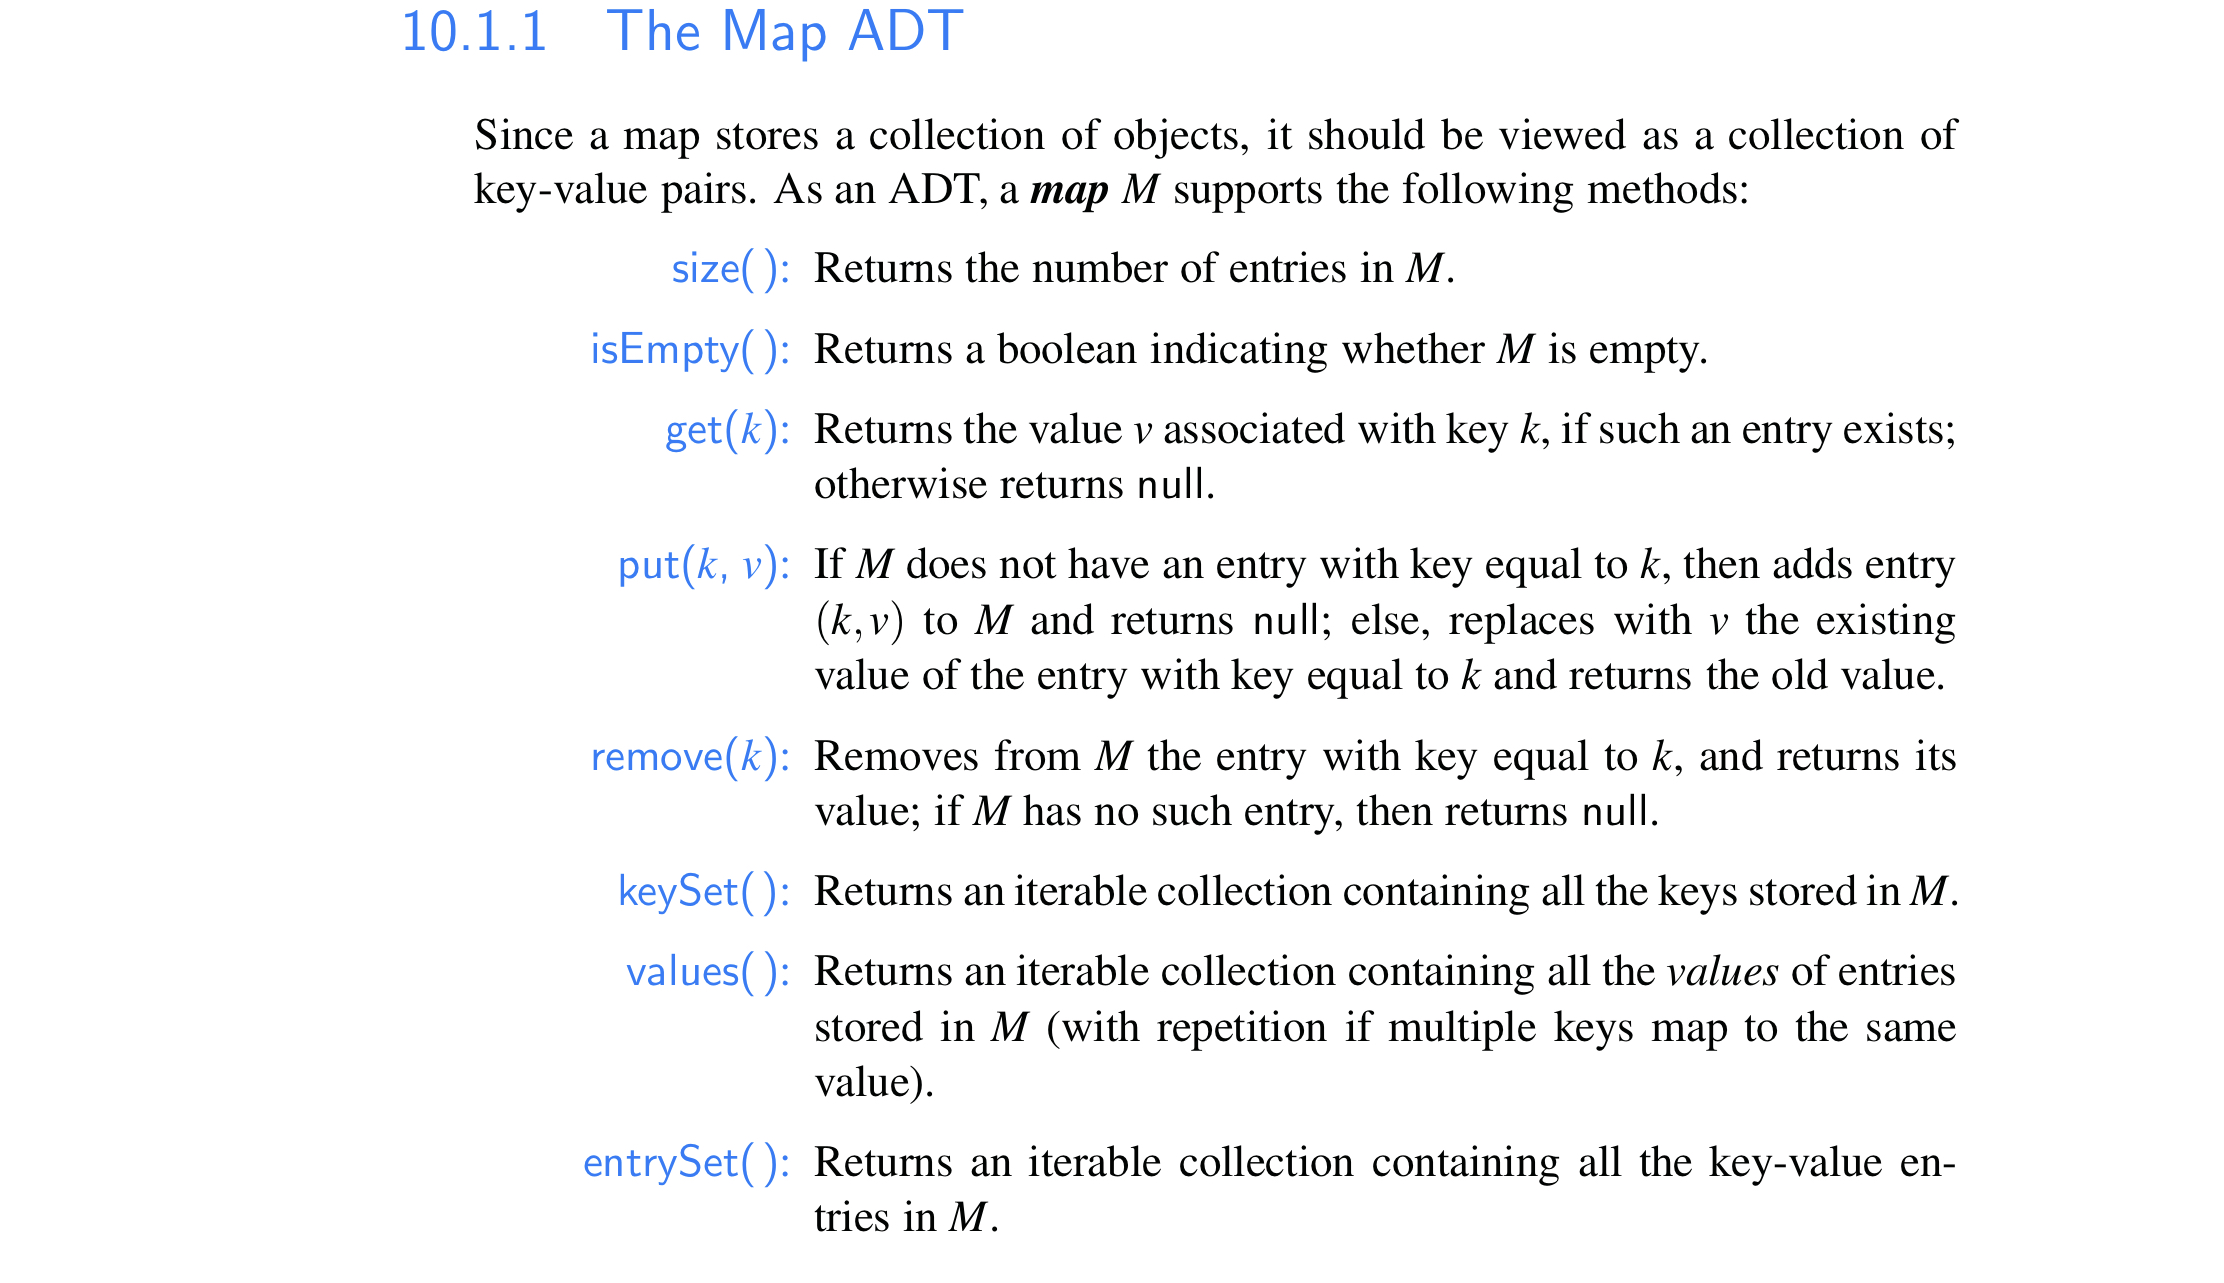 10.1.1 The Map ADT
Since a map stores a collection of objects, it should be viewed as a collection of
key-value pairs. As an ADT, a map M supports the following methods:
size( ): Returns the number of entries in M.
isEmpty( ): Returns a boolean indicating whether M is empty.
get(k): Returns the value v associated with key k, if such an entry exists;
otherwise returns null.
put(k, v): If M does not have an entry with key equal to k, then adds entry
(k,v) to M and returns null; else, replaces with v the existing
value of the entry with key equal to k and returns the old value.
remove(k): Removes from M the entry with key equal to k, and returns its
value; if M has no such entry, then returns null.
keySet( ): Returns an iterable collection containing all the keys stored in M.
values( ): Returns an iterable collection containing all the values of entries
stored in M (with repetition if multiple keys map to the same
value).
entrySet( ): Returns an iterable collection containing all the key-value en-
tries in M.